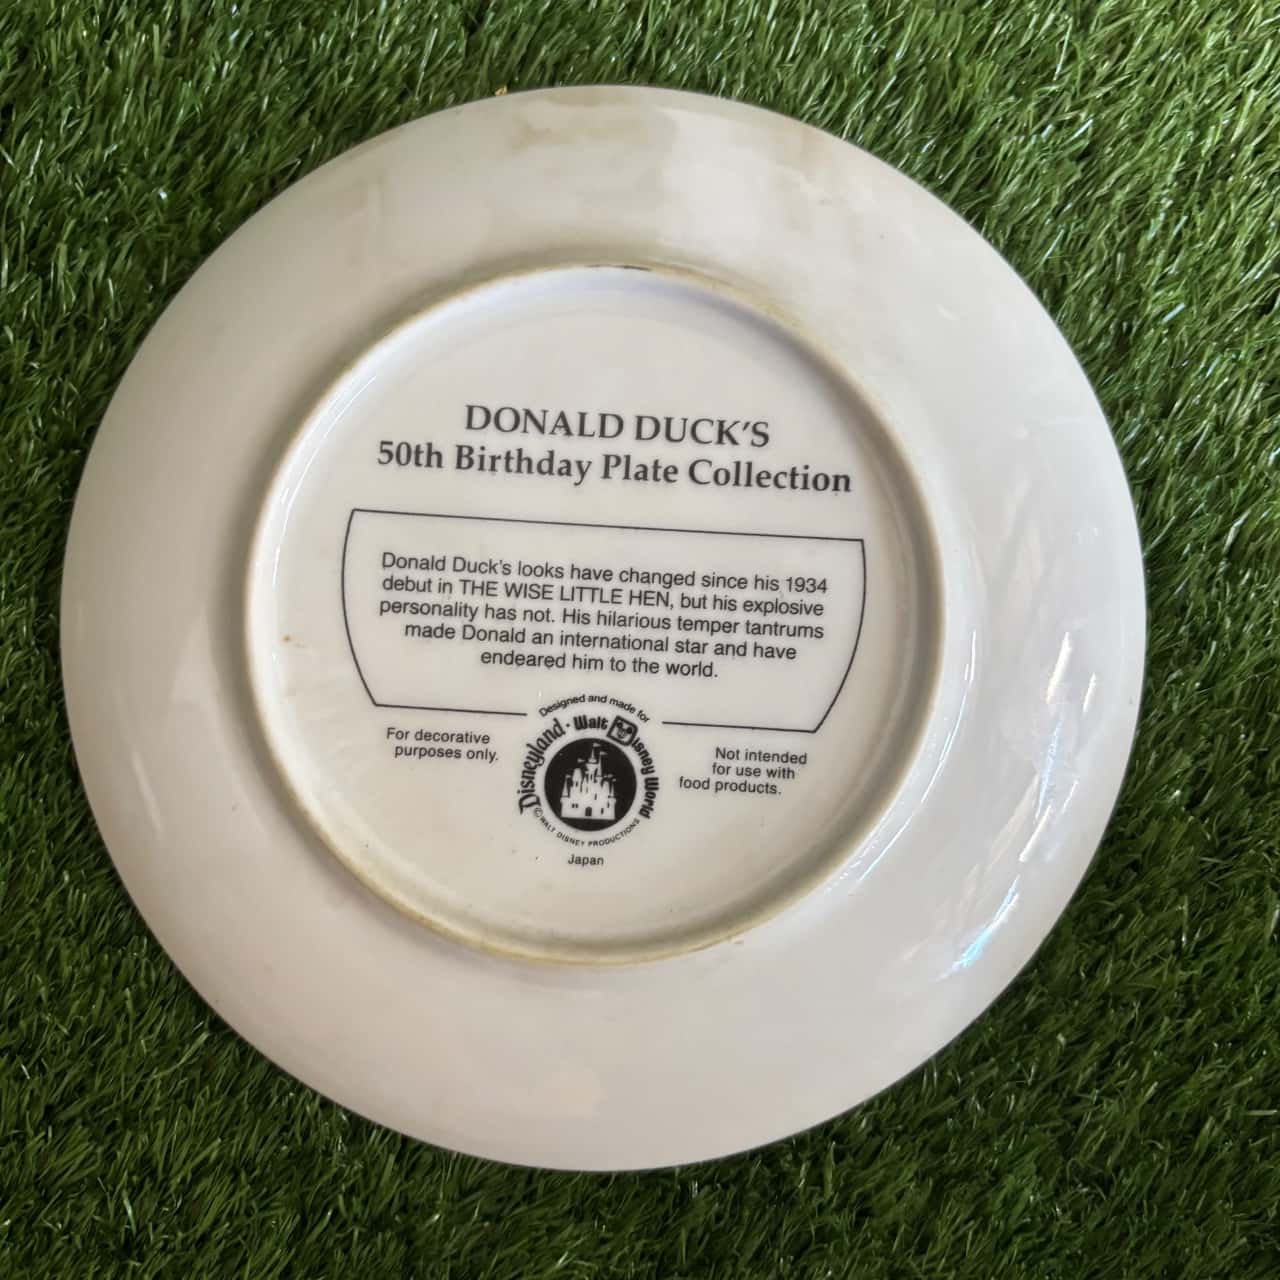 DONALD DUCK'S
50th Birthday Plate Collection
Donald Duck's looks have changed since his 1934
debut in THE WISE LITTLE HEN, but his explosive
personality has not. His hilarious temper tantrums
made Donald an international star and have
endeared him to the world.
For decorative
purposes only.
Designed and made for
Disneyland · Walt Disney World
© WALT DISNEY PRODUCTIONS
Japan
Not intended
for use with
food products.